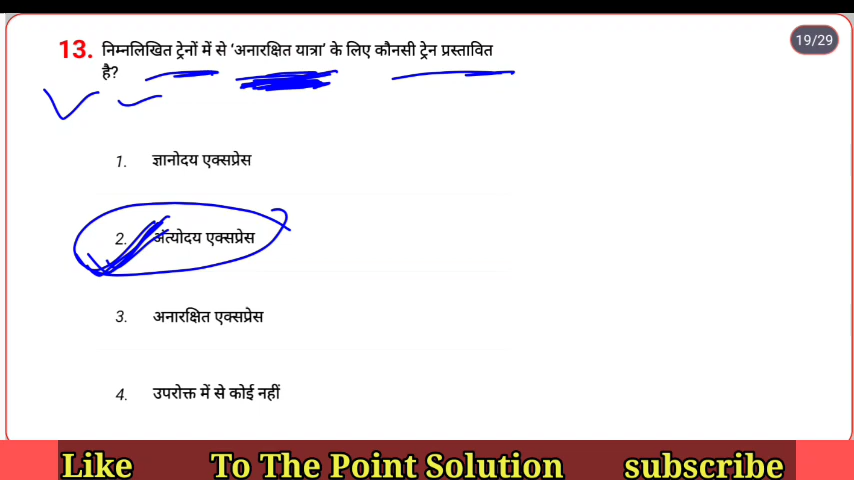 19/29
13. निम्नलिखित ट्रेनों में से ‘अनारक्षित यात्रा’ के लिए कौनसी ट्रेन प्रस्तावित
है?
1. ज्ञानोदय एक्सप्रेस
2. अंत्योदय एक्सप्रेस
3. अनारक्षित एक्सप्रेस
4. उपरोक्त में से कोई नहीं
Like To The Point Solution subscribe